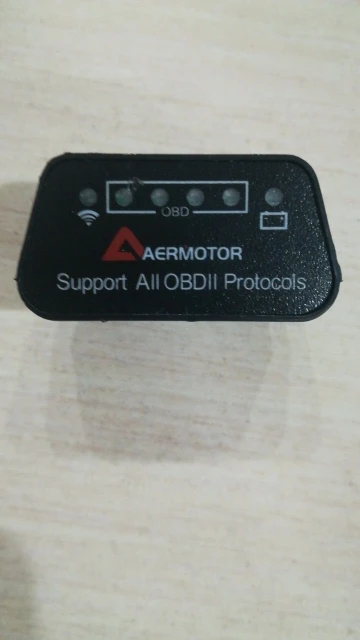 OBD
AERMOTOR
Support All OBDII Protocols